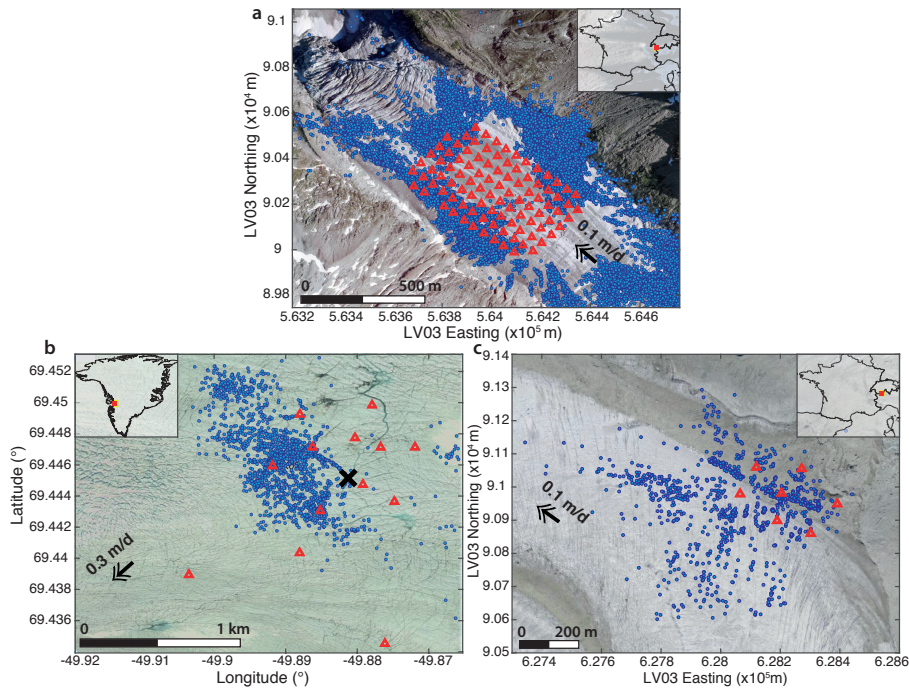 a
9.1
9.08
9.06
9.04
9.02
9
8.98
LV03 Northing (x10⁴ m)
0.1 m/d
0 500 m
5.632 5.634 5.636 5.638 5.64 5.642 5.644 5.646
LV03 Easting (x10⁵ m)
b
69.452
69.45
69.448
69.446
69.444
69.442
69.44
69.438
69.436
Latitude (°)
0.3 m/d
0 1 km
-49.92 -49.91 -49.9 -49.89 -49.88 -49.87
Longitude (°)
c
9.14
9.13
9.12
9.11
9.1
9.09
9.08
9.07
9.06
9.05
LV03 Northing (x10⁴ m)
0.1 m/d
0 200 m
6.274 6.276 6.278 6.28 6.282 6.284 6.286
LV03 Easting (x10⁵m)